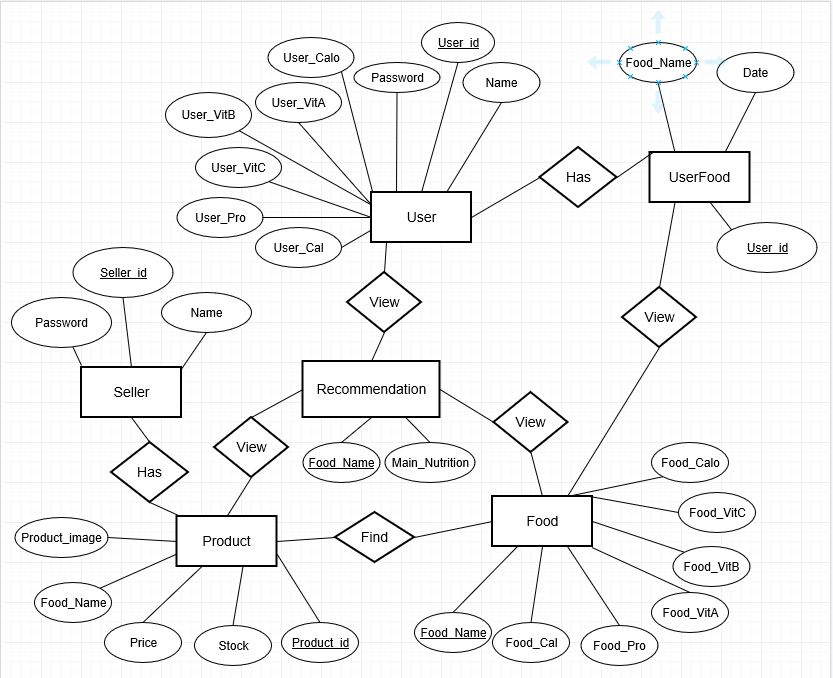 User_id
User_Calo
Food_Name
Date
Password
Name
User_VitA
User_VitB
User_VitC
Has
UserFood
User_Pro
User
User_Cal
User_id
Seller_id
View
View
Name
Password
Seller
Recommendation
View
View
Has
Food_Name
Main_Nutrition
Food_Calo
Food_VitC
Product_image
Product
Find
Food
Food_VitB
Food_Name
Food_VitA
Price
Stock
Product_id
Food_Name
Food_Cal
Food_Pro